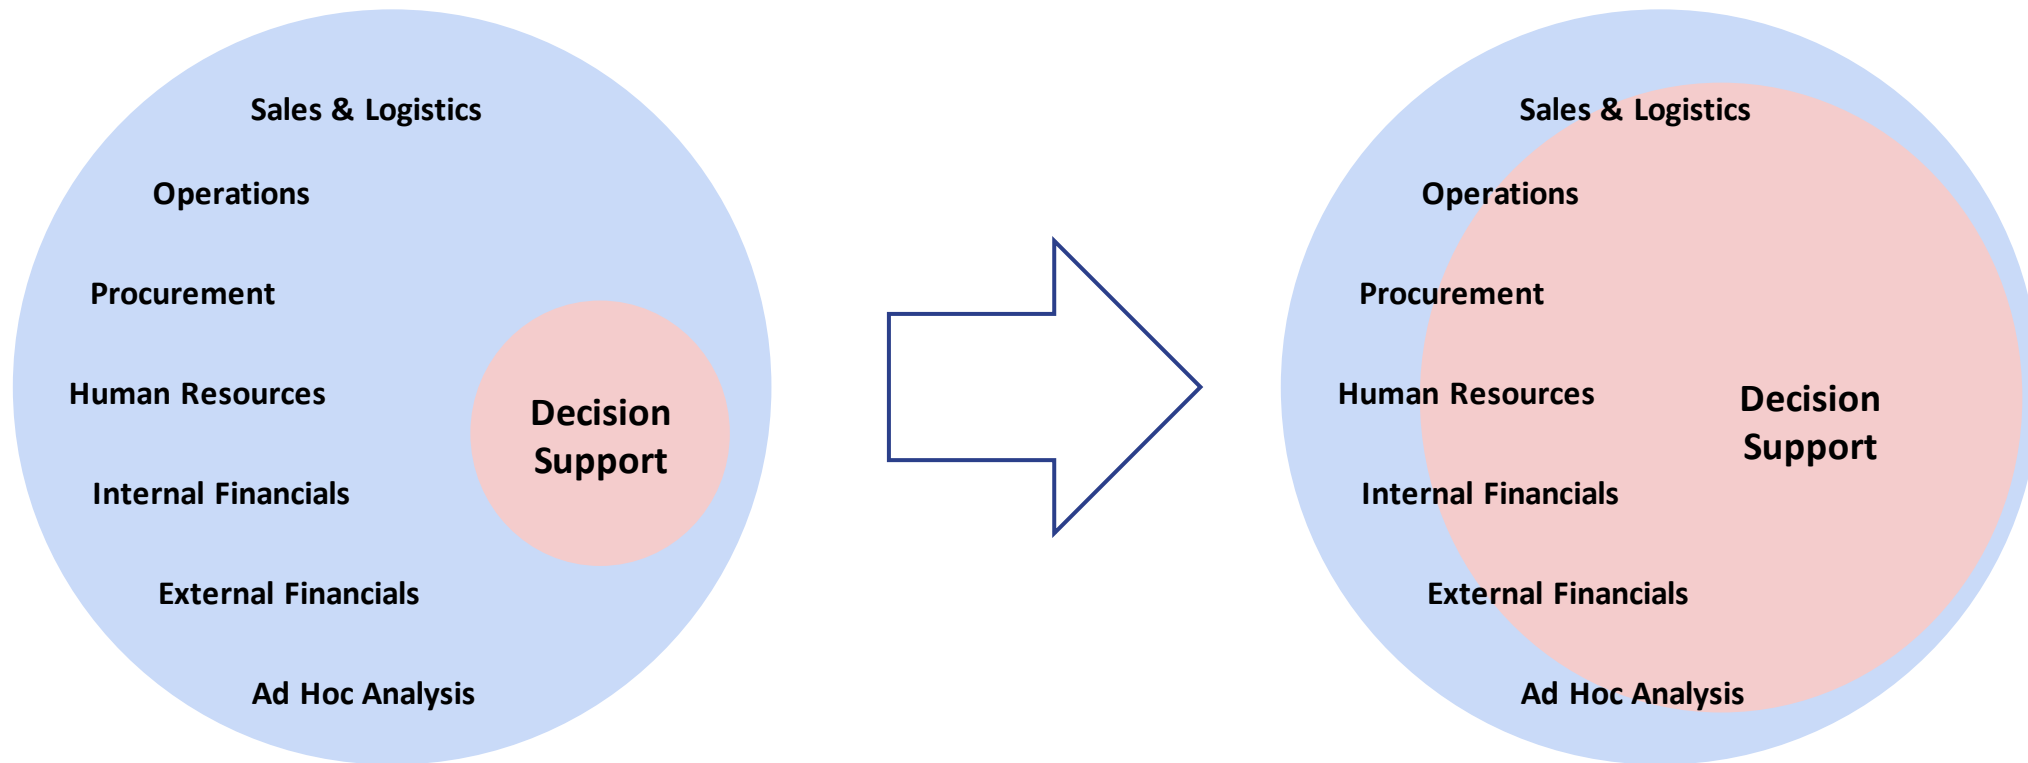 Sales & Logistics
Operations
Procurement
Human Resources
Internal Financials
External Financials
Ad Hoc Analysis
Decision
Support
Sales & Logistics
Operations
Procurement
Human Resources
Internal Financials
External Financials
Ad Hoc Analysis
Decision
Support